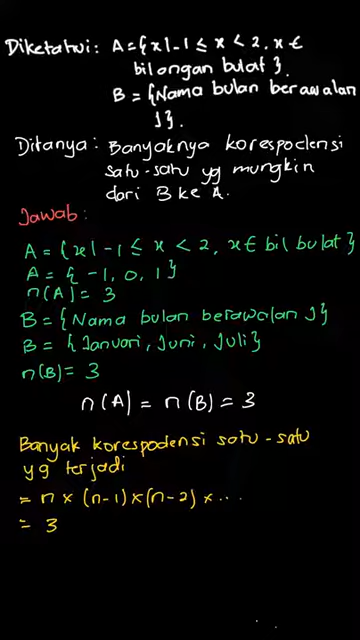 Diketahui: A = {x | -1 ≤ x < 2, x ∈
bilangan bulat}.
B = {Nama bulan berawalan
J}.
Ditanya: Banyaknya korespodensi
satu-satu yg mungkin
dari B ke A.
Jawab:
A = {x | -1 ≤ x < 2, x ∈ bil bulat}
A = {-1, 0, 1}
n(A) = 3
B = {Nama bulan berawalan J}
B = {Januari, Juni, Juli}
n(B) = 3
n(A) = n(B) = 3
Banyak korespodensi satu-satu
yg terjadi
= n × (n-1) × (n-2) × ...
= 3